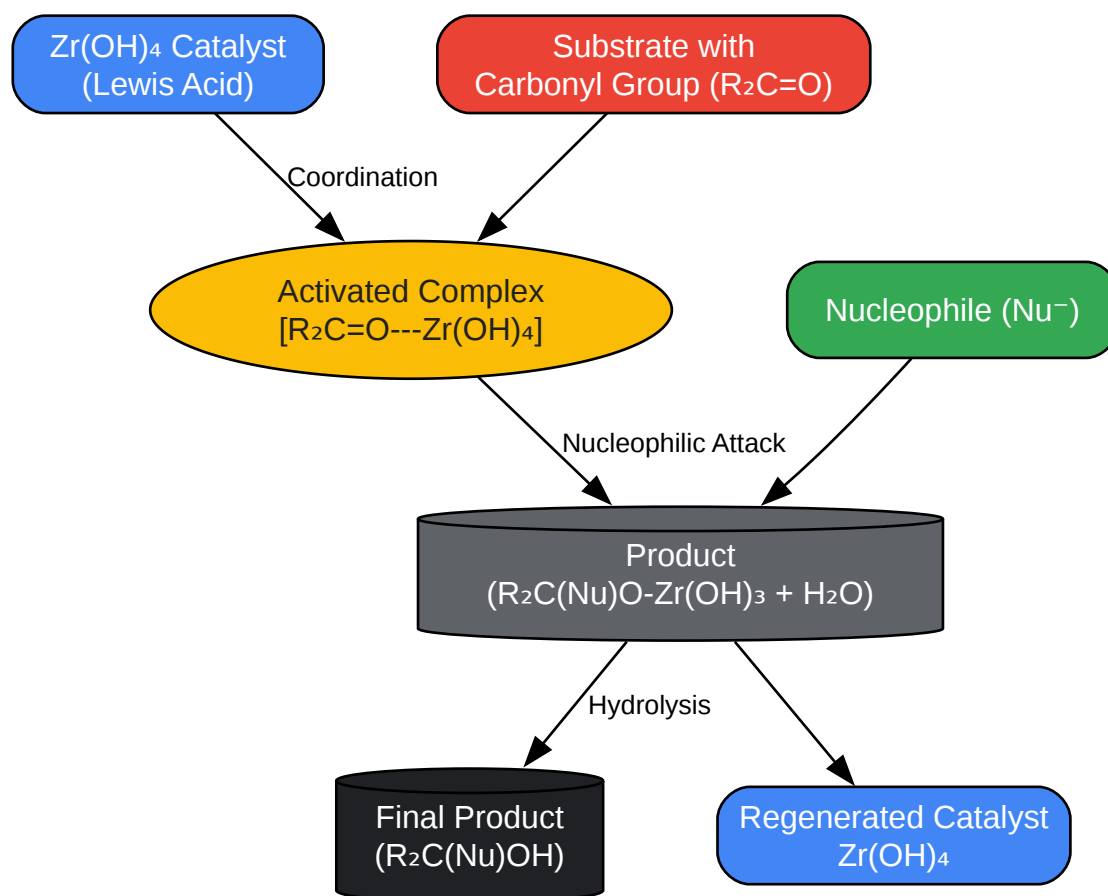 Zr(OH)₄ Catalyst
(Lewis Acid)
Substrate with
Carbonyl Group (R₂C=O)
Coordination
Activated Complex
[R₂C=O---Zr(OH)₄]
Nucleophile (Nu⁻)
Nucleophilic Attack
Product
(R₂C(Nu)O-Zr(OH)₃ + H₂O)
Hydrolysis
Final Product
(R₂C(Nu)OH)
Regenerated Catalyst
Zr(OH)₄